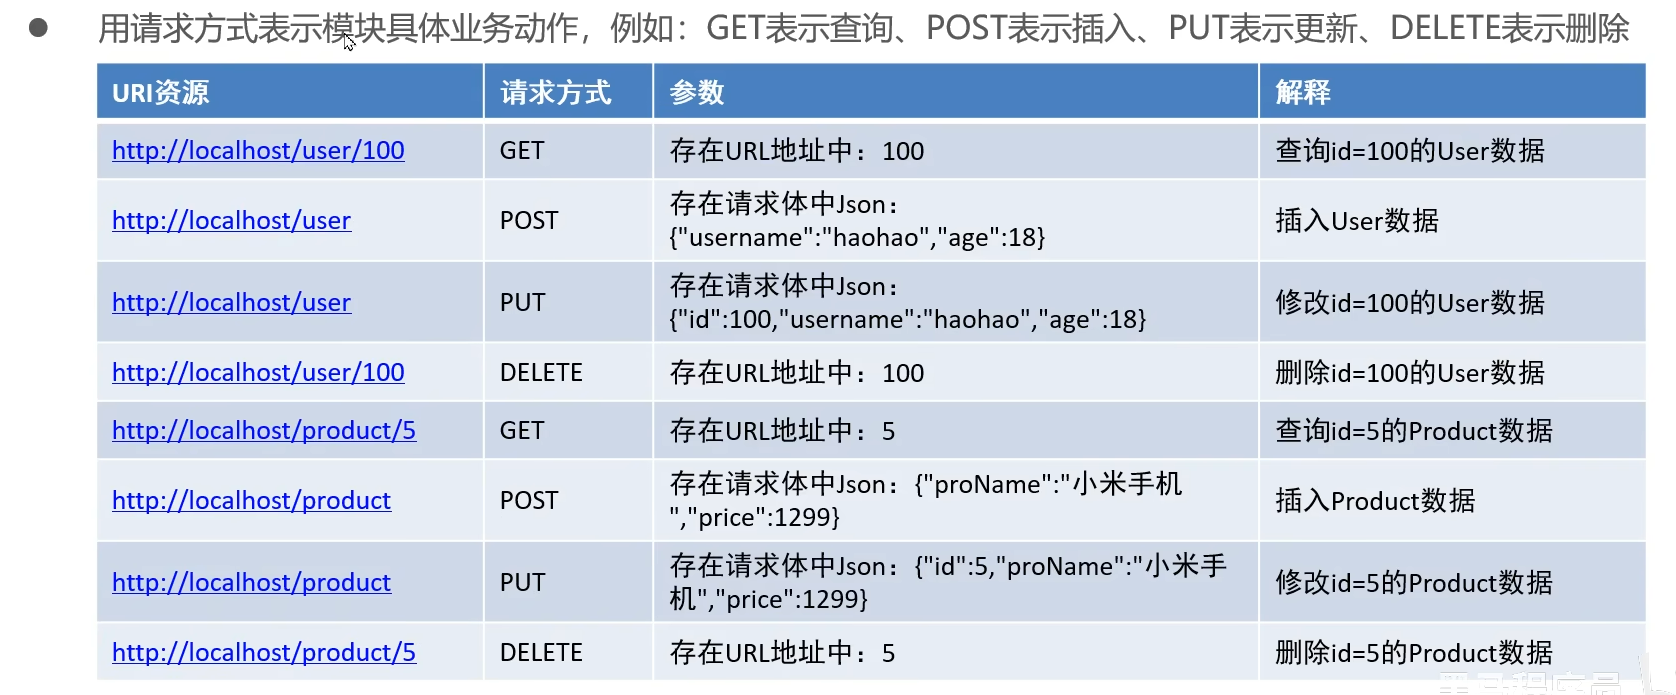 用请求方式表示模块具体业务动作，例如：GET表示查询、POST表示插入、PUT表示更新、DELETE表示删除
URI资源 请求方式 参数 解释
http://localhost/user/100 GET 存在URL地址中：100 查询id=100的User数据
http://localhost/user POST 存在请求体中Json：
{"username":"haohao","age":18} 插入User数据
http://localhost/user PUT 存在请求体中Json：
{"id":100,"username":"haohao","age":18} 修改id=100的User数据
http://localhost/user/100 DELETE 存在URL地址中：100 删除id=100的User数据
http://localhost/product/5 GET 存在URL地址中：5 查询id=5的Product数据
http://localhost/product POST 存在请求体中Json：{"proName":"小米手机
","price":1299} 插入Product数据
http://localhost/product PUT 存在请求体中Json：{"id":5,"proName":"小米手
机","price":1299} 修改id=5的Product数据
http://localhost/product/5 DELETE 存在URL地址中：5 删除id=5的Product数据